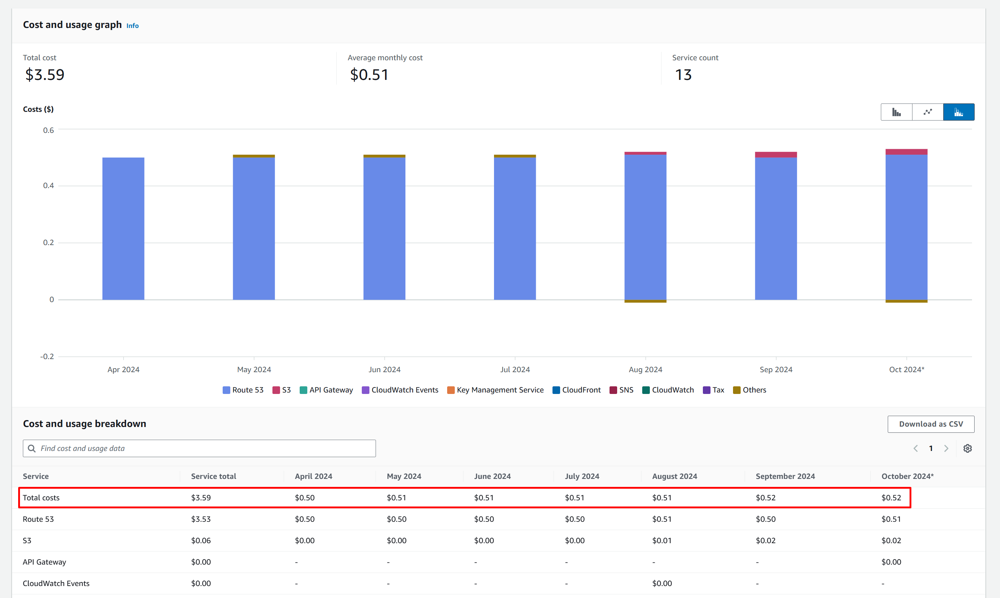 Cost and usage graph Info
Total cost Average monthly cost Service count
$3.59 $0.51 13
Costs ($)
0.6
0.4
0.2
0
-0.2
Apr 2024 May 2024 Jun 2024 Jul 2024 Aug 2024 Sep 2024 Oct 2024*
Route 53 S3 API Gateway CloudWatch Events Key Management Service CloudFront SNS CloudWatch Tax Others
Cost and usage breakdown Download as CSV
Find cost and usage data 1
Service Service total April 2024 May 2024 June 2024 July 2024 August 2024 September 2024 October 2024*
Total costs $3.59 $0.50 $0.51 $0.51 $0.51 $0.51 $0.52 $0.52
Route 53 $3.53 $0.50 $0.50 $0.50 $0.50 $0.51 $0.50 $0.51
S3 $0.06 $0.00 $0.00 $0.00 $0.00 $0.01 $0.02 $0.02
API Gateway $0.00 - - - - - - $0.00
CloudWatch Events $0.00 - - - - $0.00 - -